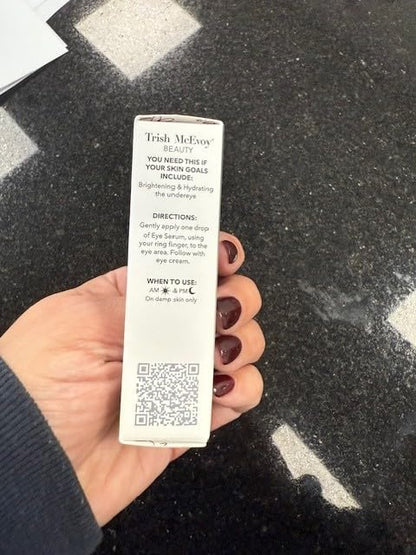 Trish McEvoy®
BEAUTY
YOU NEED THIS IF
YOUR SKIN GOALS
INCLUDE:
Brightening & Hydrating
the undereye
DIRECTIONS:
Gently apply one drop
of Eye Serum, using
your ring finger, to the
eye area. Follow with
eye cream.
WHEN TO USE:
AM & PM
On damp skin only